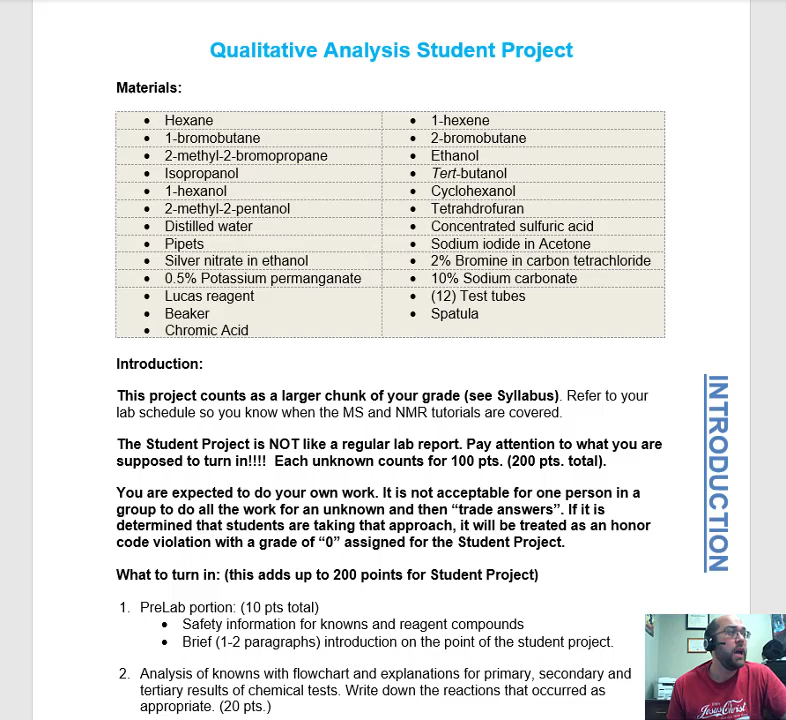 Qualitative Analysis Student Project
Materials:
• Hexane
• 1-hexene
• 1-bromobutane
• 2-bromobutane
• 2-methyl-2-bromopropane
• Ethanol
• Isopropanol
• Tert-butanol
• 1-hexanol
• Cyclohexanol
• 2-methyl-2-pentanol
• Tetrahdrofuran
• Distilled water
• Concentrated sulfuric acid
• Pipets
• Sodium iodide in Acetone
• Silver nitrate in ethanol
• 2% Bromine in carbon tetrachloride
• 0.5% Potassium permanganate
• 10% Sodium carbonate
• Lucas reagent
• (12) Test tubes
• Beaker
• Spatula
• Chromic Acid
Introduction:
This project counts as a larger chunk of your grade (see Syllabus). Refer to your
lab schedule so you know when the MS and NMR tutorials are covered.
The Student Project is NOT like a regular lab report. Pay attention to what you are
supposed to turn in!!!! Each unknown counts for 100 pts. (200 pts. total).
You are expected to do your own work. It is not acceptable for one person in a
group to do all the work for an unknown and then “trade answers”. If it is
determined that students are taking that approach, it will be treated as an honor
code violation with a grade of “0” assigned for the Student Project.
What to turn in: (this adds up to 200 points for Student Project)
1. PreLab portion: (10 pts total)
• Safety information for knowns and reagent compounds
• Brief (1-2 paragraphs) introduction on the point of the student project.
2. Analysis of knowns with flowchart and explanations for primary, secondary and
tertiary results of chemical tests. Write down the reactions that occurred as
appropriate. (20 pts.)
INTRODUCTION
Jesus Christ